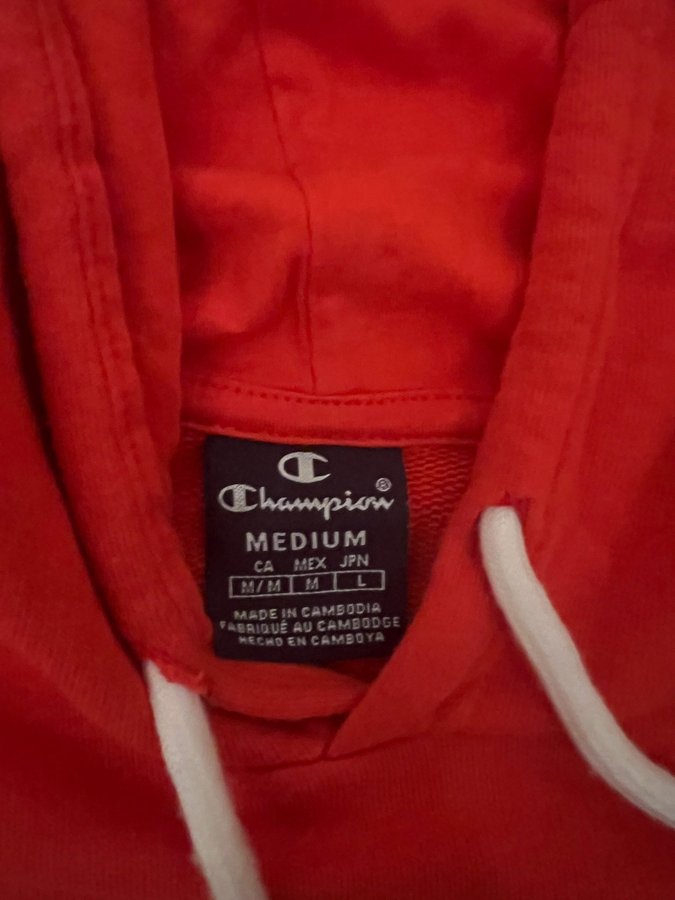 C
Champion®
MEDIUM
CA MEX JPN
M/M M L
MADE IN CAMBODIA
FABRIQUÉ AU CAMBODGE
HECHO EN CAMBOYA